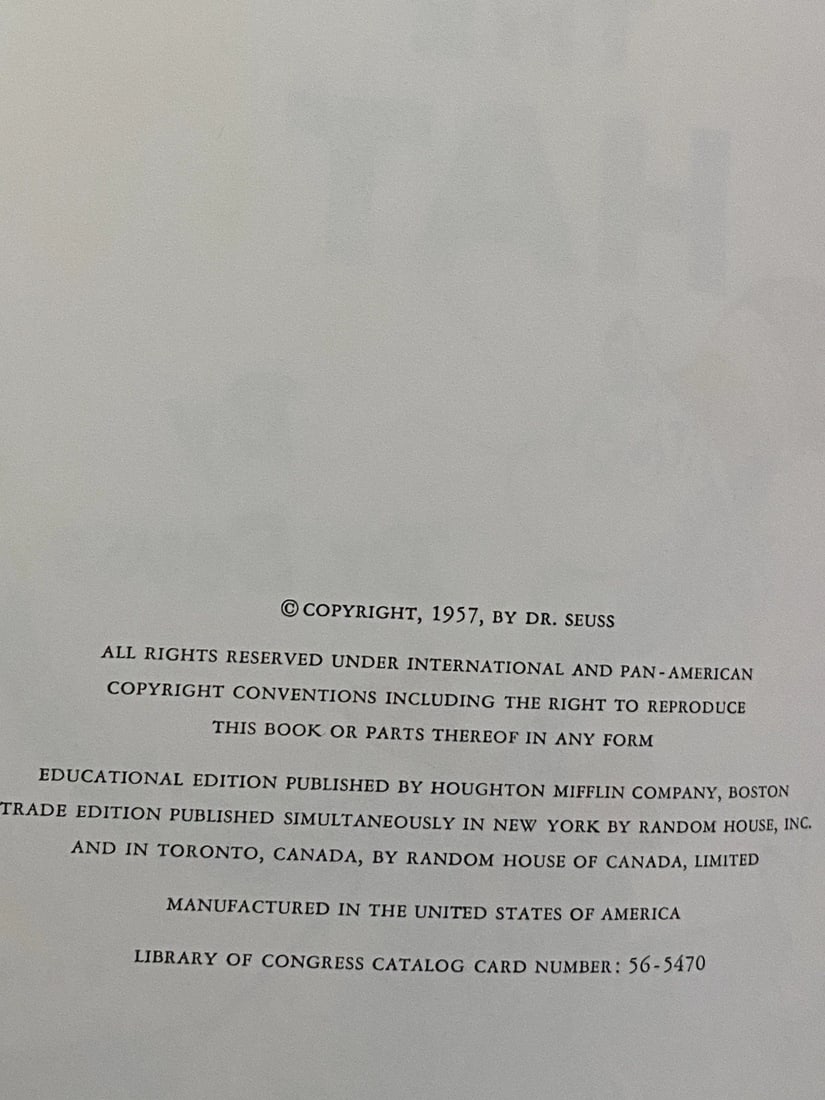 © COPYRIGHT, 1957, BY DR. SEUSS
ALL RIGHTS RESERVED UNDER INTERNATIONAL AND PAN-AMERICAN
COPYRIGHT CONVENTIONS INCLUDING THE RIGHT TO REPRODUCE
THIS BOOK OR PARTS THEREOF IN ANY FORM
EDUCATIONAL EDITION PUBLISHED BY HOUGHTON MIFFLIN COMPANY, BOSTON
TRADE EDITION PUBLISHED SIMULTANEOUSLY IN NEW YORK BY RANDOM HOUSE, INC.
AND IN TORONTO, CANADA, BY RANDOM HOUSE OF CANADA, LIMITED
MANUFACTURED IN THE UNITED STATES OF AMERICA
LIBRARY OF CONGRESS CATALOG CARD NUMBER: 56-5470